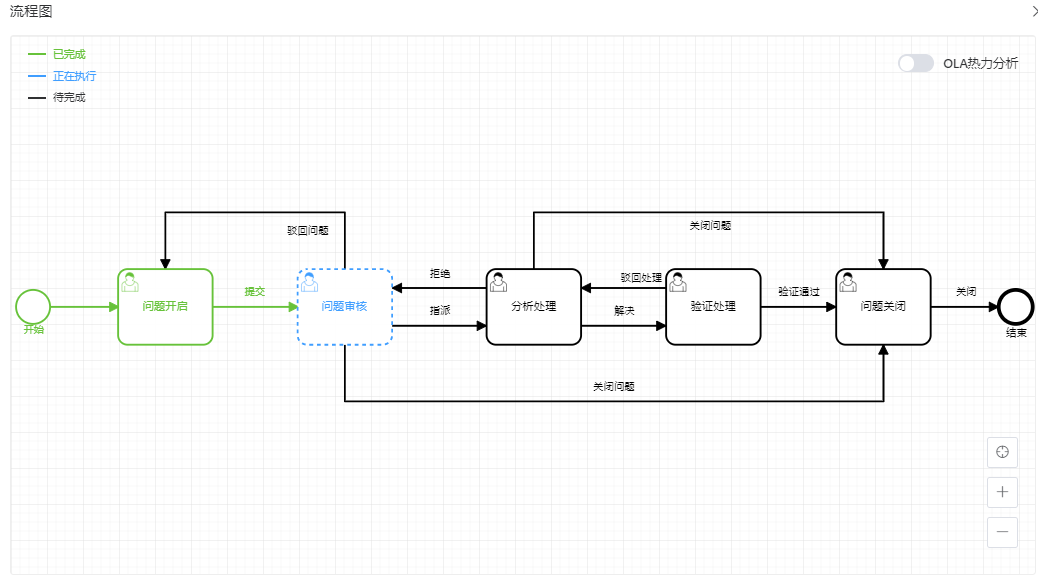 流程图
已完成
正在执行
待完成
OLA热力分析
驳回问题
关闭问题
开始
问题开启
提交
问题审核
拒绝
指派
分析处理
驳回处理
解决
验证处理
验证通过
问题关闭
关闭
结束
关闭问题